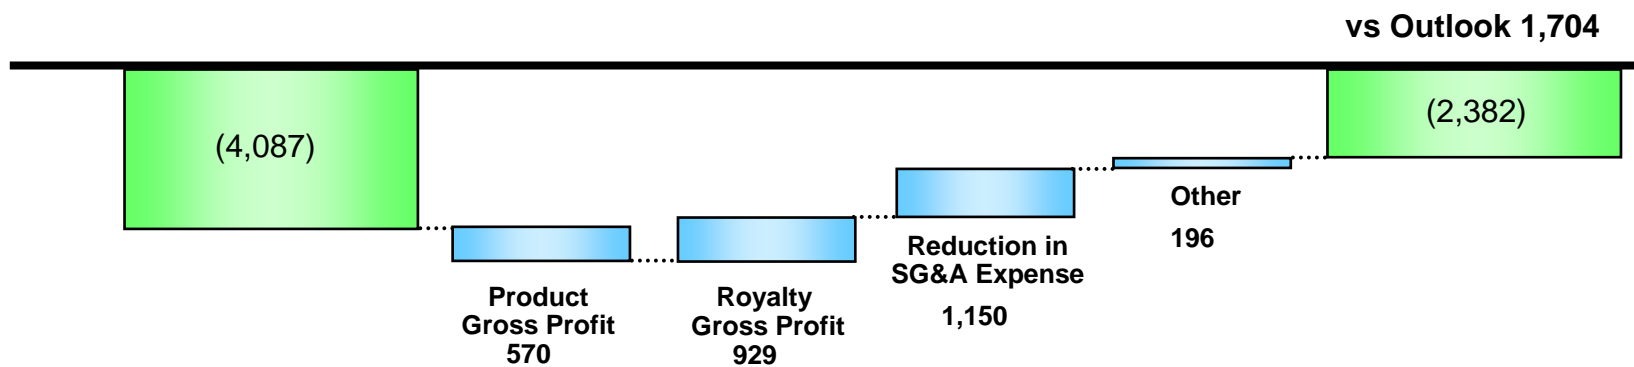 vs Outlook 1,704
(4,087)
(2,382)
Other
196
Reduction in
SG&A Expense
1,150
Product
Gross Profit
570
Royalty
Gross Profit
929